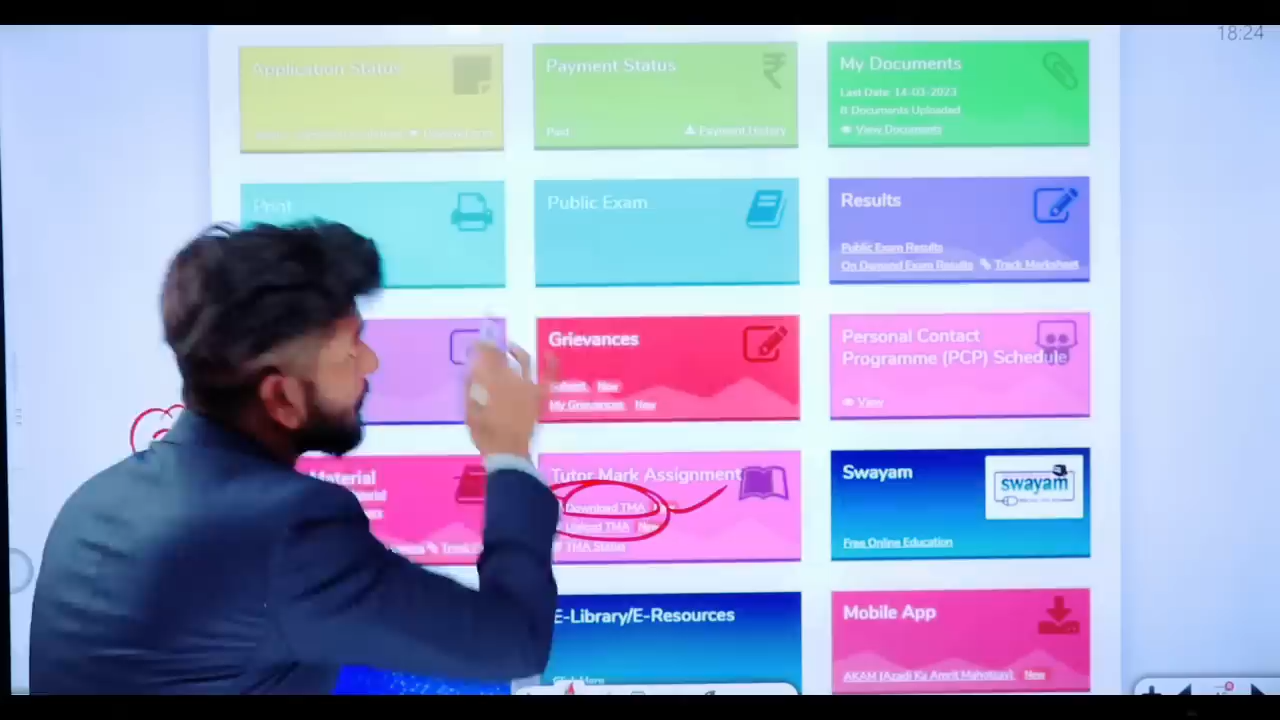 18:24
Application Status
Payment Status
Paid
Payment History
My Documents
Last Date: 14-03-2023
8 Documents Uploaded
View Documents
Print
Public Exam
Results
Public Exam Results
On Demand Exam Results Track Marksheet
Grievances
Submit New
My Grievances New
Personal Contact
Programme (PCP) Schedule
View
Material
Tutor Mark Assignment
Download TMA
Upload TMA New
TMA Status
Swayam
swayam
Free Online Education
E-Library/E-Resources
Click Here
Mobile App
AKAM (Azadi Ka Amrit Mahotsav) New